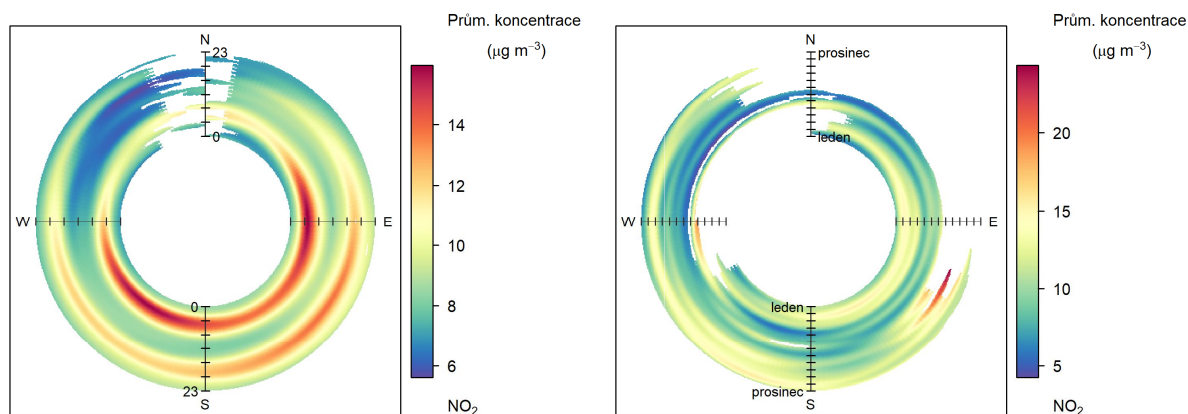 Prům. koncentrace
(μg m⁻³)
N
23
0
W
E
0
23
S
14
12
10
8
6
NO₂
Prům. koncentrace
(μg m⁻³)
N
prosinec
leden
W
E
leden
prosinec
S
20
15
10
5
NO₂